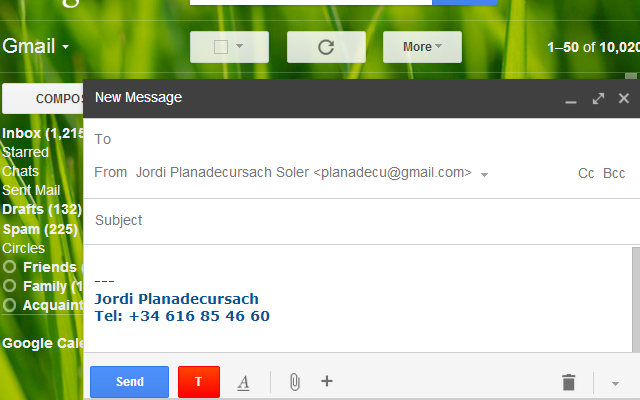 Gmail
More
1–50 of 10,020
COMPO
New Message
Inbox (1,215
Starred
Chats
Sent Mail
Drafts (132)
Spam (225)
Circles
Friends (
Family (1
Acquaint
Google Cale
To
From Jordi Planadecursach Soler <planadecu@gmail.com>
Cc Bcc
Subject
---
Jordi Planadecursach
Tel: +34 616 85 46 60
Send
T
A